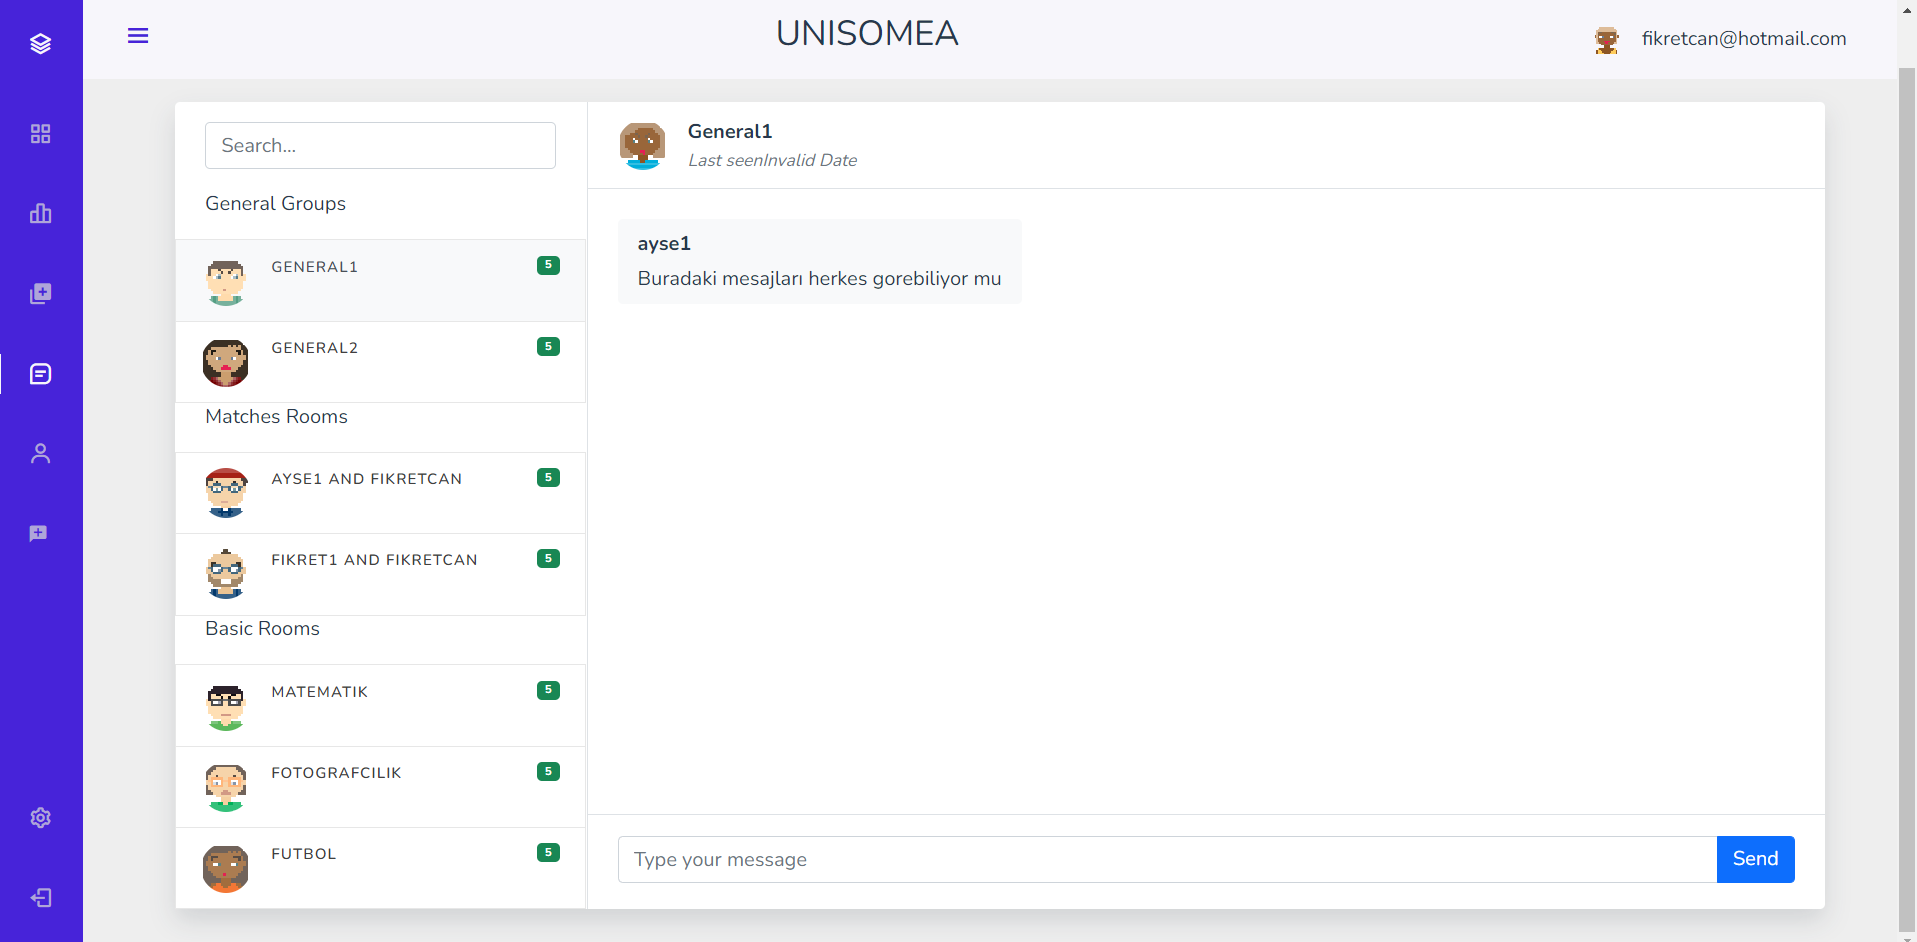 UNISOMEA
fikretcan@hotmail.com
Search...
General Groups
GENERAL1
5
GENERAL2
5
Matches Rooms
AYSE1 AND FIKRETCAN
5
FIKRET1 AND FIKRETCAN
5
Basic Rooms
MATEMATIK
5
FOTOGRAFCILIK
5
FUTBOL
5
General1
Last seenInvalid Date
ayse1
Buradaki mesajları herkes gorebiliyor mu
Type your message
Send